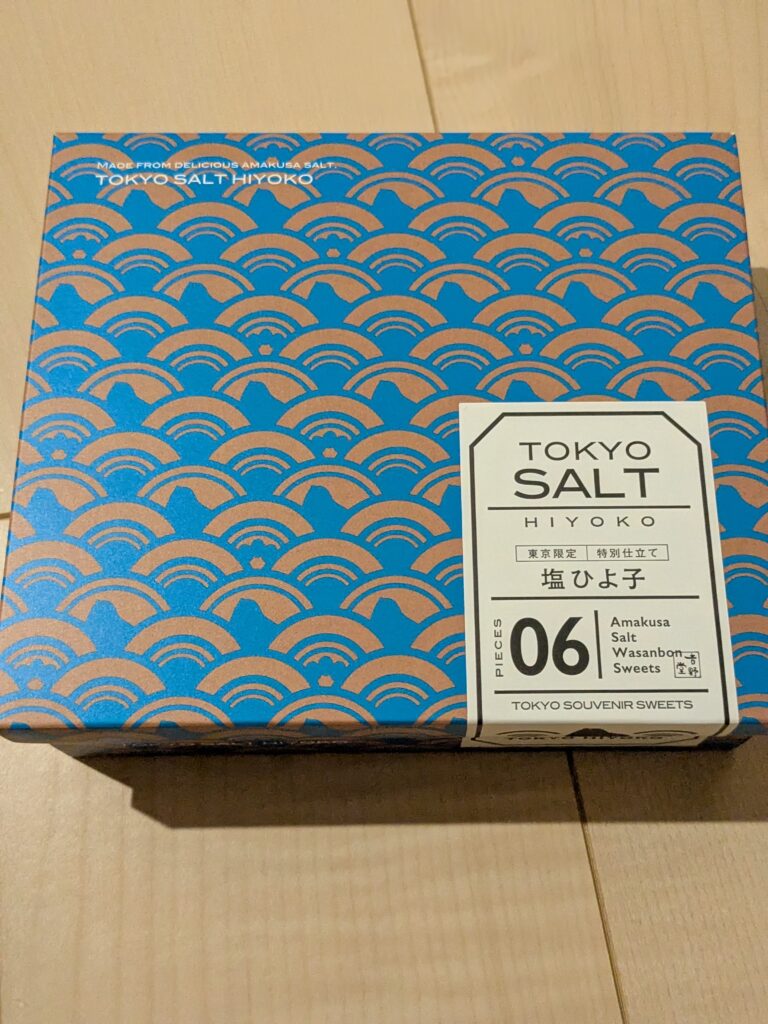 MADE FROM DELICIOUS AMAKUSA SALT.
TOKYO SALT HIYOKO
TOKYO
SALT
HIYOKO
東京限定 特別仕立て
塩ひよ子
PIECES
06
Amakusa
Salt
Wasanbon
Sweets
吉野堂
TOKYO SOUVENIR SWEETS